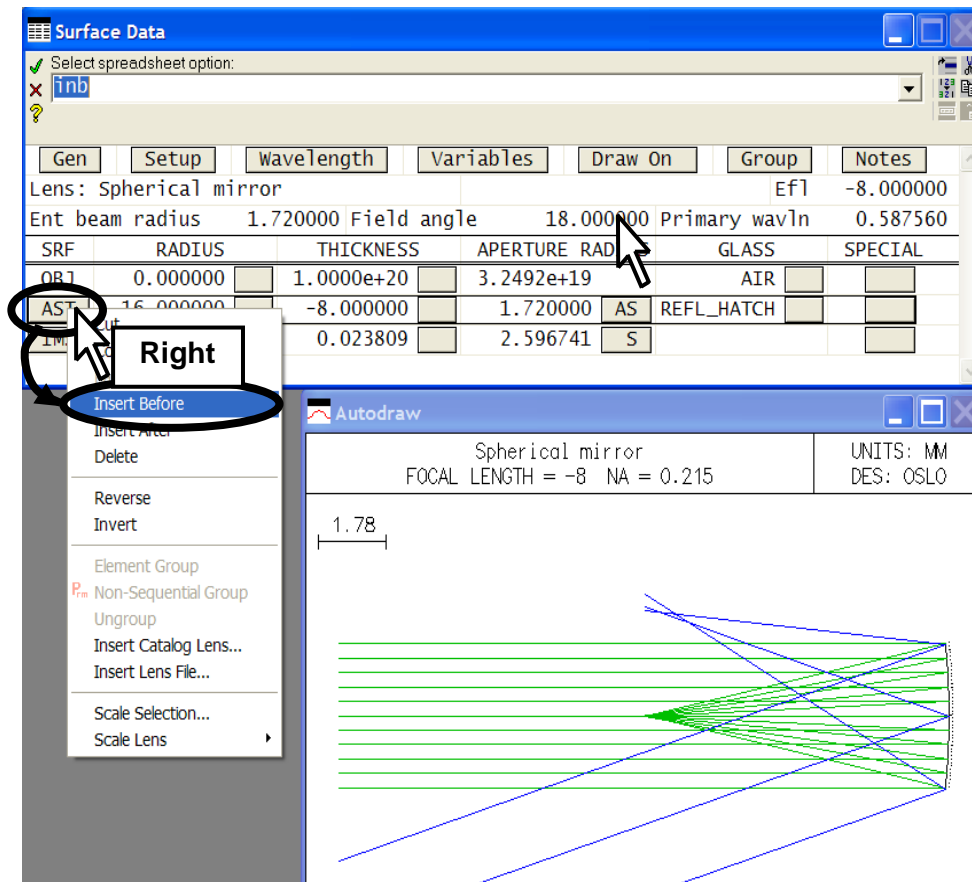 Surface Data
Select spreadsheet option:
inb
Gen Setup Wavelength Variables Draw On Group Notes
Lens: Spherical mirror Efl -8.000000
Ent beam radius 1.720000 Field angle 18.000000 Primary wavln 0.587560
SRF RADIUS THICKNESS APERTURE RADIUS GLASS SPECIAL
OBJ 0.000000 1.0000e+20 3.2492e+19 AIR
AST -16.000000 -8.000000 1.720000 AS REFL_HATCH
IMS 0.023809 2.596741 S
Cut
Right
Insert Before
Insert After
Delete
Reverse
Invert
Element Group
Prm Non-Sequential Group
Ungroup
Insert Catalog Lens...
Insert Lens File...
Scale Selection...
Scale Lens
Autodraw
Spherical mirror
FOCAL LENGTH = -8 NA = 0.215
UNITS: MM
DES: OSLO
1.78